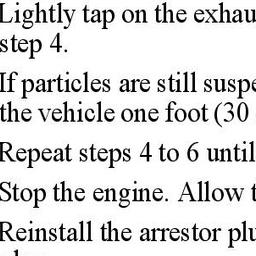 Lightly tap on the exhau
step 4.
If particles are still suspe
the vehicle one foot (30
Repeat steps 4 to 6 until
Stop the engine. Allow t
Reinstall the arrestor plu